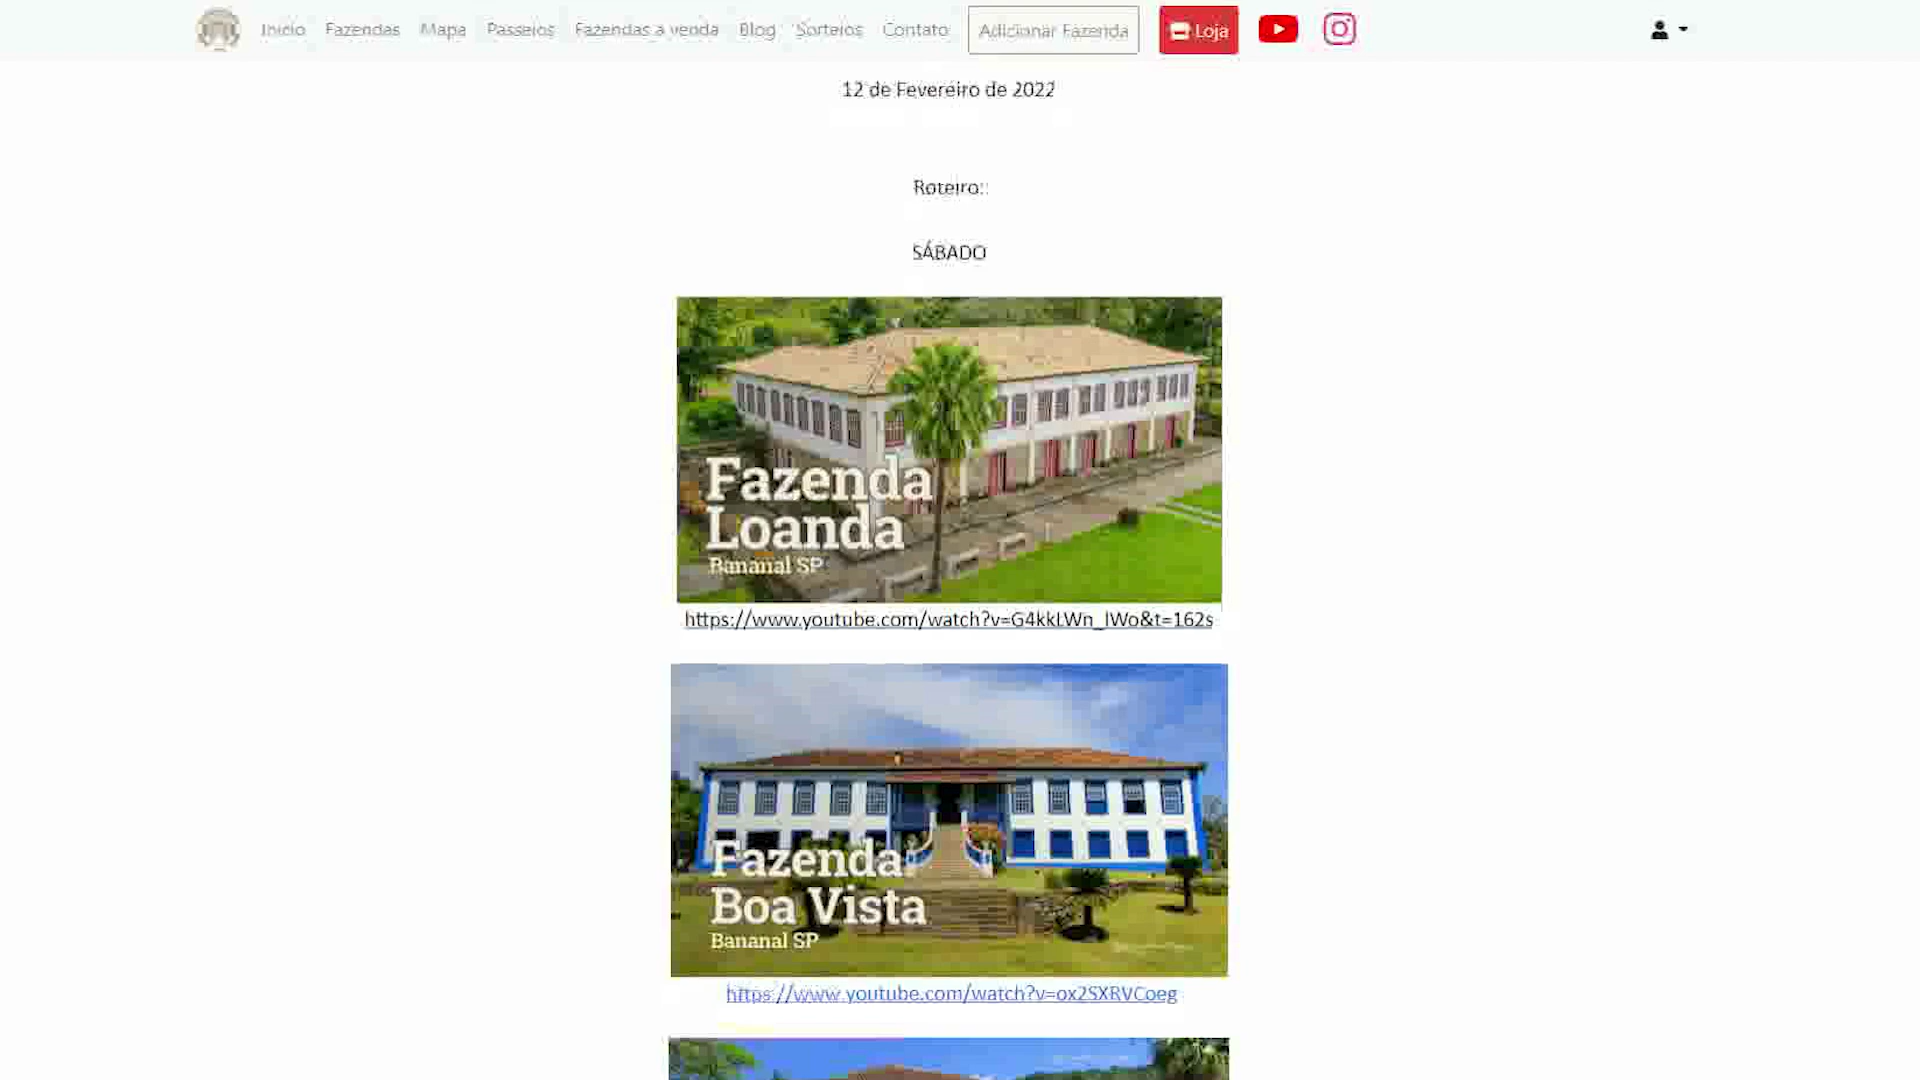 Início Fazendas Mapa Passeios Fazendas a venda Blog Sorteios Contato Adicionar Fazenda Loja
12 de Fevereiro de 2022
Roteiro:
SÁBADO
Fazenda
Loanda
Bananal SP
https://www.youtube.com/watch?v=G4kkLWn_lWo&t=162s
Fazenda
Boa Vista
Bananal SP
https://www.youtube.com/watch?v=ox2SXRVCoeg